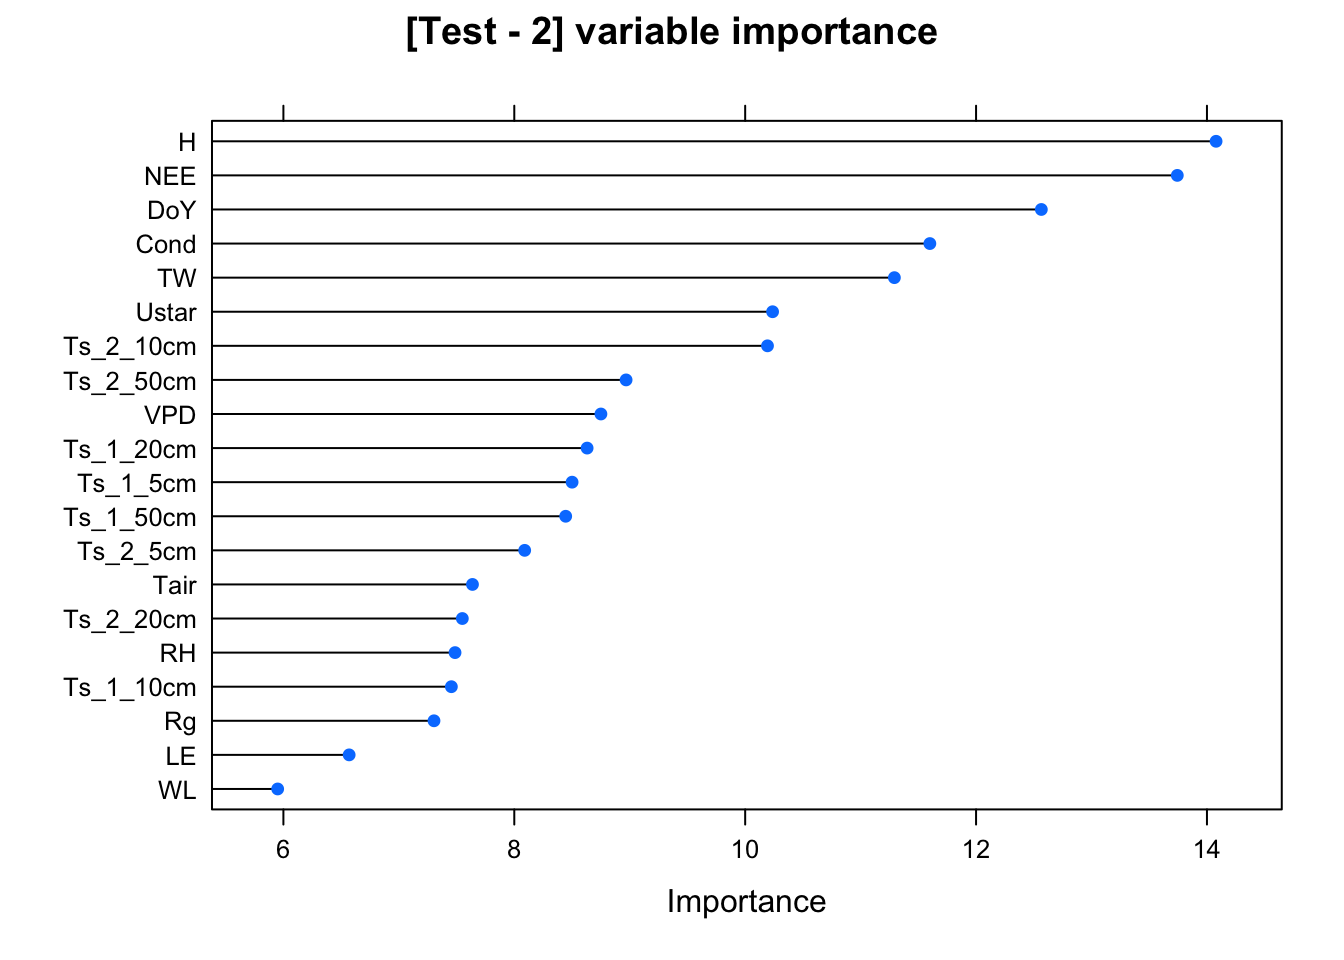 [Test - 2] variable importance
H
NEE
DoY
Cond
TW
Ustar
Ts_2_10cm
Ts_2_50cm
VPD
Ts_1_20cm
Ts_1_5cm
Ts_1_50cm
Ts_2_5cm
Tair
Ts_2_20cm
RH
Ts_1_10cm
Rg
LE
WL
6 8 10 12 14
Importance